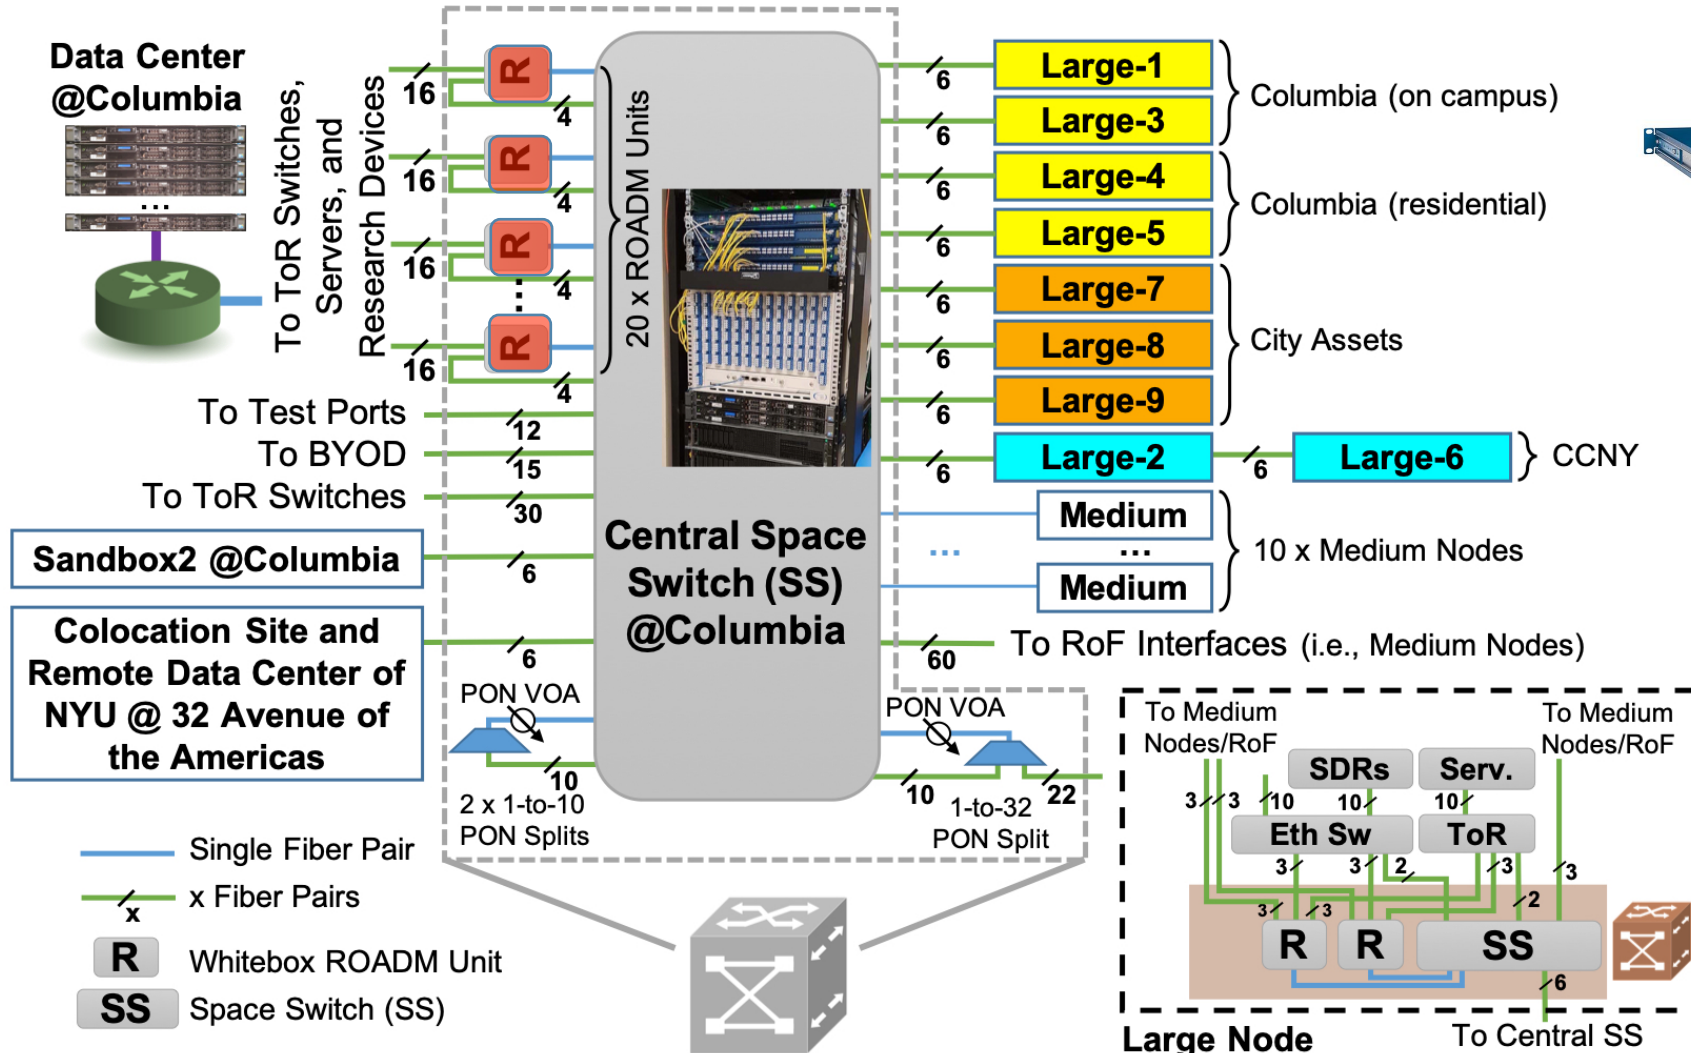 Data Center
@Columbia
...
To ToR Switches,
Servers, and
Research Devices
16
R
4
16
R
4
16
R
4
...
16
R
4
20 x ROADM Units
To Test Ports
12
To BYOD
15
To ToR Switches
30
Sandbox2 @Columbia
6
Colocation Site and
Remote Data Center of
NYU @ 32 Avenue of
the Americas
6
PON VOA
10
2 x 1-to-10
PON Splits
Central Space
Switch (SS)
@Columbia
6
Large-1
6
Large-3
Columbia (on campus)
6
Large-4
6
Large-5
Columbia (residential)
6
Large-7
6
Large-8
6
Large-9
City Assets
6
Large-2
6
Large-6
CCNY
Medium
...
...
Medium
10 x Medium Nodes
60
To RoF Interfaces (i.e., Medium Nodes)
PON VOA
10
22
1-to-32
PON Split
Single Fiber Pair
x
x Fiber Pairs
R
Whitebox ROADM Unit
SS
Space Switch (SS)
To Medium
Nodes/RoF
To Medium
Nodes/RoF
SDRs
Serv.
3
3
10
10
10
Eth Sw
ToR
3
3
2
3
3
3
3
2
R
R
SS
6
Large Node
To Central SS